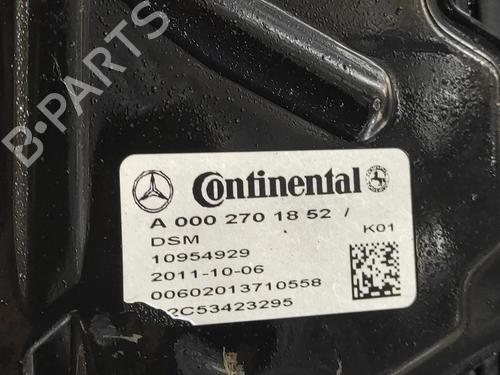 B-PARTS
Continental
A 000 270 18 52 /
DSM
K01
10954929
2011-10-06
00602013710558
2C53423295